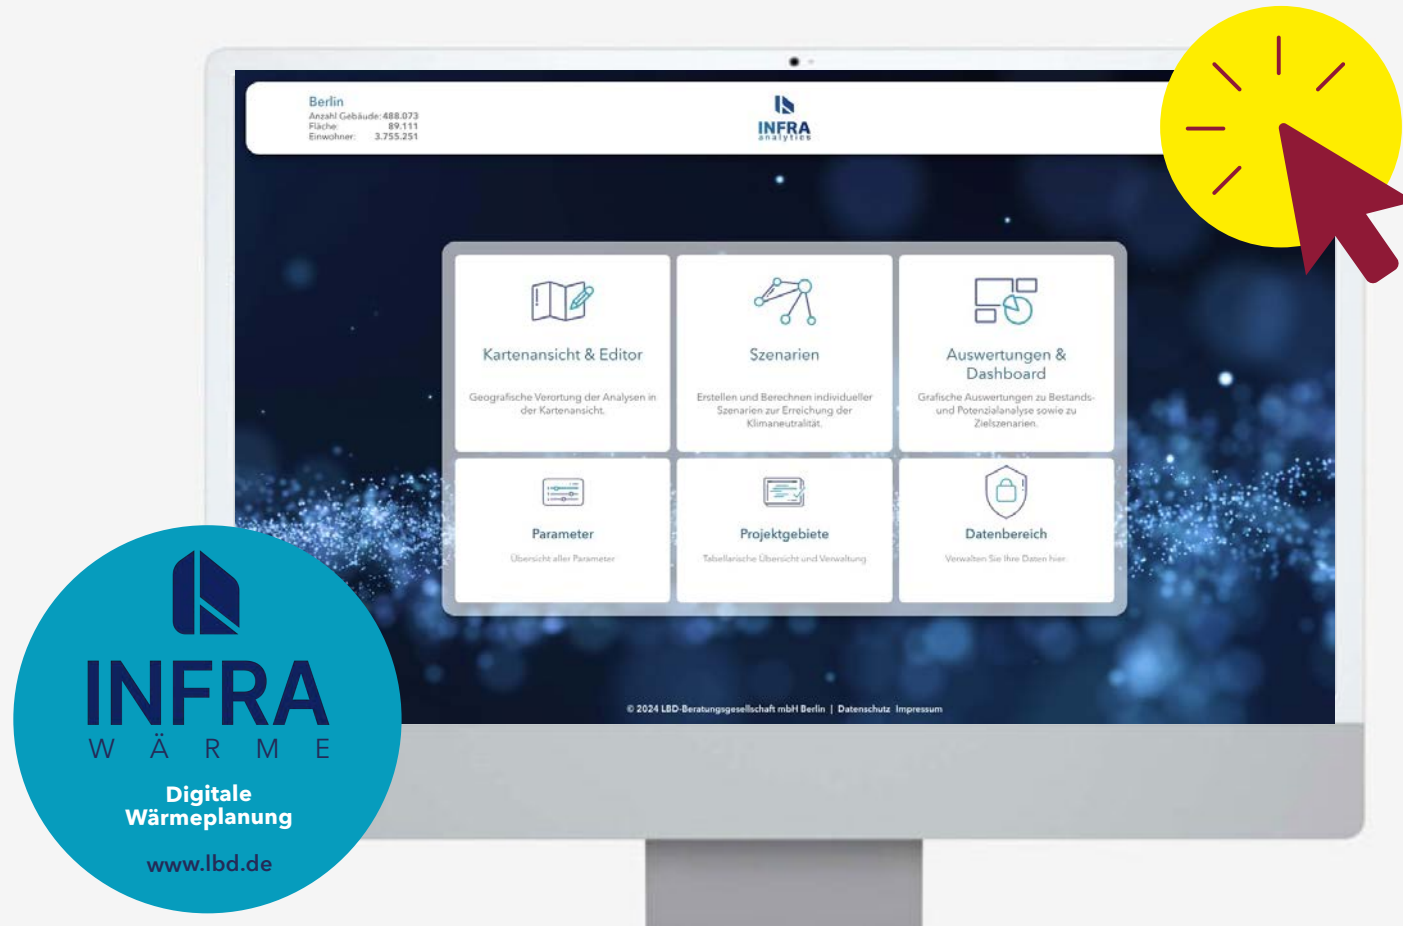 Berlin
Anzahl Gebäude: 488.073
Fläche: 89.111
Einwohner: 3.755.251
INFRA
analytics
Kartenansicht & Editor
Geografische Verortung der Analysen in
der Kartenansicht.
Szenarien
Erstellen und Berechnen individueller
Szenarien zur Erreichung der
Klimaneutralität.
Auswertungen &
Dashboard
Grafische Auswertungen zu Bestands-
und Potenzialanalyse sowie zu
Zielszenarien.
Parameter
Übersicht aller Parameter
Projektgebiete
Tabellarische Übersicht und Verwaltung
Datenbereich
Verwalten Sie Ihre Daten hier.
© 2024 LBD-Beratungsgesellschaft mbH Berlin | Datenschutz Impressum
INFRA
WÄRME
Digitale
Wärmeplanung
www.lbd.de